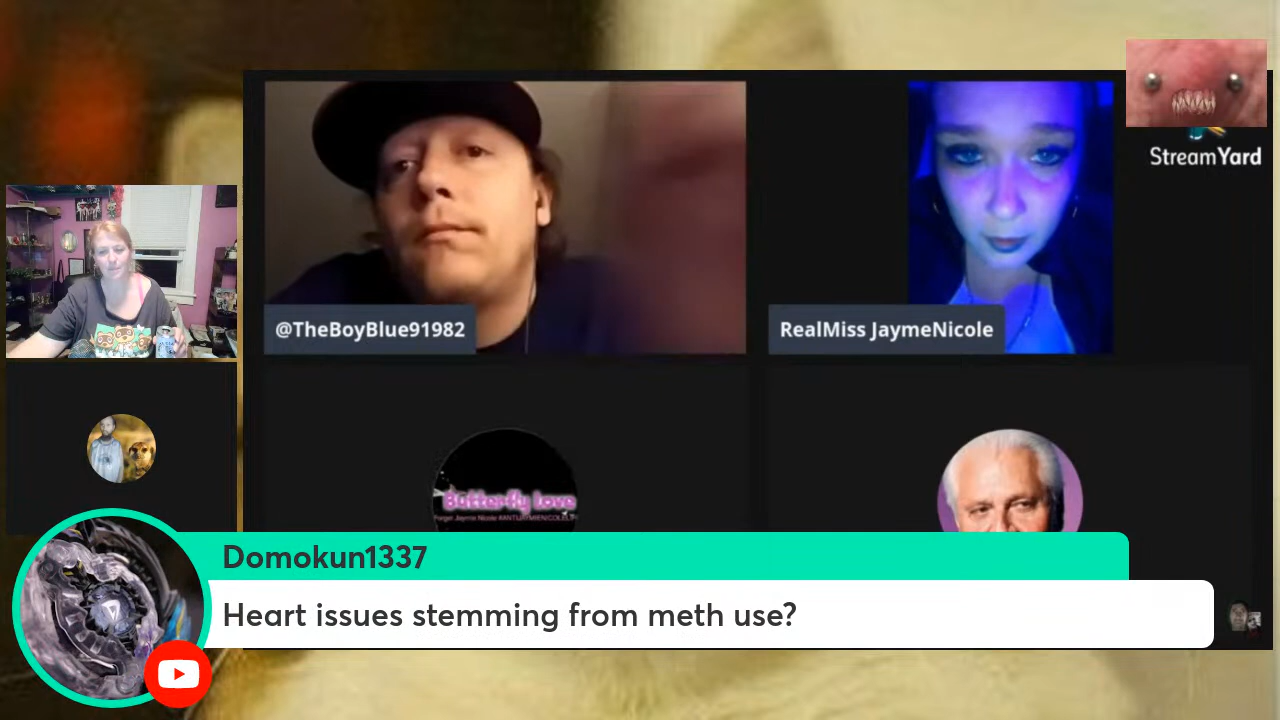 StreamYard
@TheBoyBlue91982
RealMiss JaymeNicole
Butterfly Love
Domokun1337
Heart issues stemming from meth use?